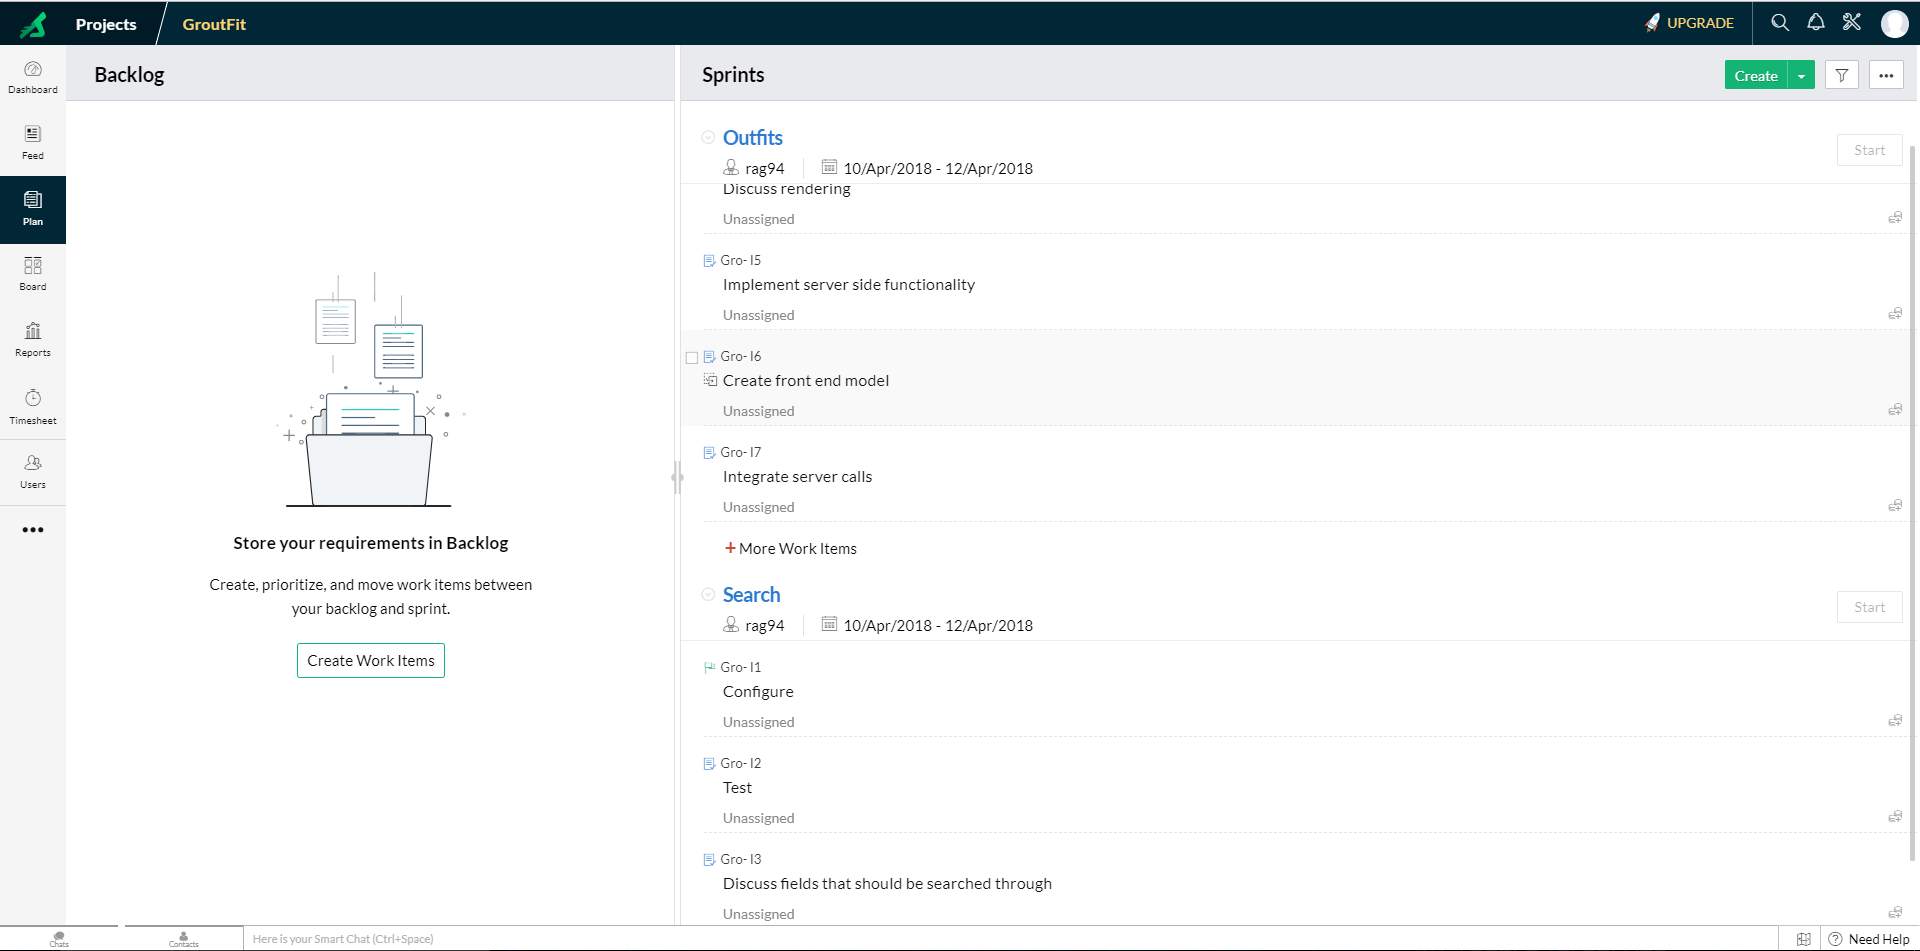 Projects
GroutFit
UPGRADE
Dashboard
Feed
Plan
Board
Reports
Timesheet
Users
Backlog
Store your requirements in Backlog
Create, prioritize, and move work items between
your backlog and sprint.
Create Work Items
Sprints
Create
Outfits
Start
rag94
10/Apr/2018 - 12/Apr/2018
Discuss rendering
Unassigned
Gro- I5
Implement server side functionality
Unassigned
Gro- I6
Create front end model
Unassigned
Gro- I7
Integrate server calls
Unassigned
+ More Work Items
Search
Start
rag94
10/Apr/2018 - 12/Apr/2018
Gro- I1
Configure
Unassigned
Gro- I2
Test
Unassigned
Gro- I3
Discuss fields that should be searched through
Unassigned
Chats
Contacts
Here is your Smart Chat (Ctrl+Space)
Need Help